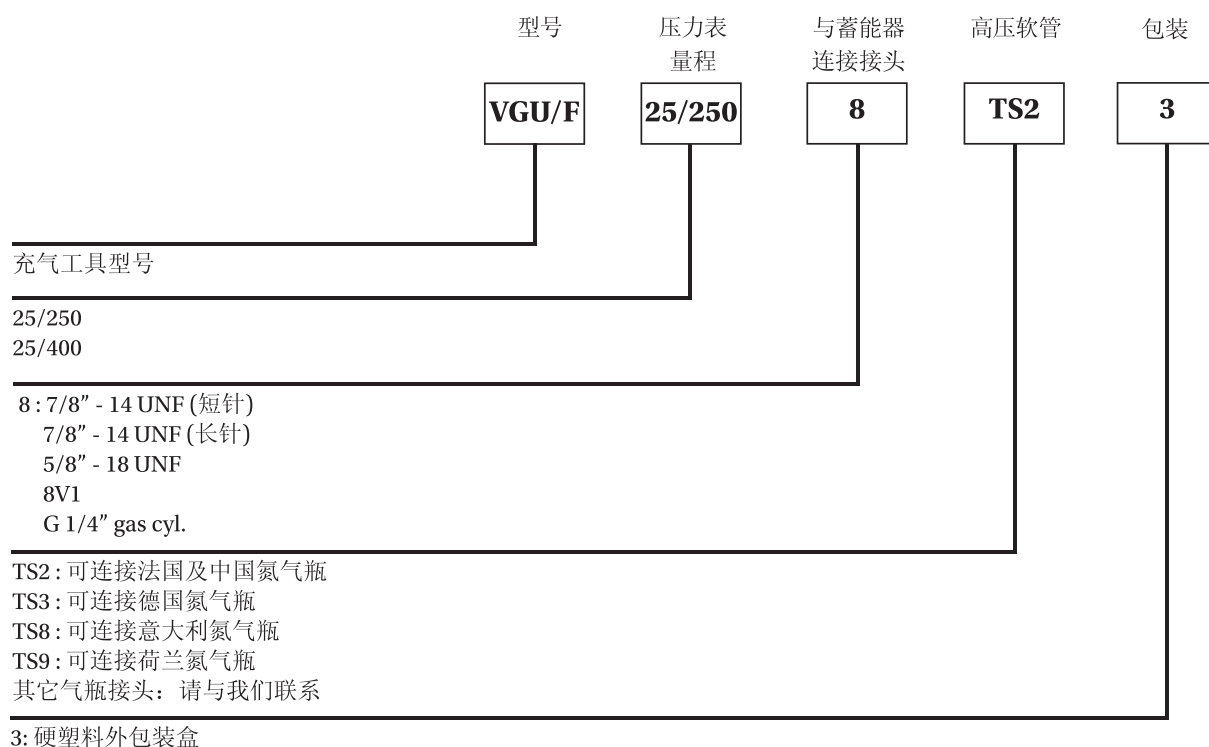 型号
压力表
量程
与蓄能器
连接接头
高压软管
包装
VGU/F
25/250
8
TS2
3
充气工具型号
25/250
25/400
8 : 7/8” - 14 UNF (短针)
7/8” - 14 UNF (长针)
5/8” - 18 UNF
8V1
G 1/4” gas cyl.
TS2 : 可连接法国及中国氮气瓶
TS3 : 可连接德国氮气瓶
TS8 : 可连接意大利氮气瓶
TS9 : 可连接荷兰氮气瓶
其它气瓶接头：请与我们联系
3: 硬塑料外包装盒